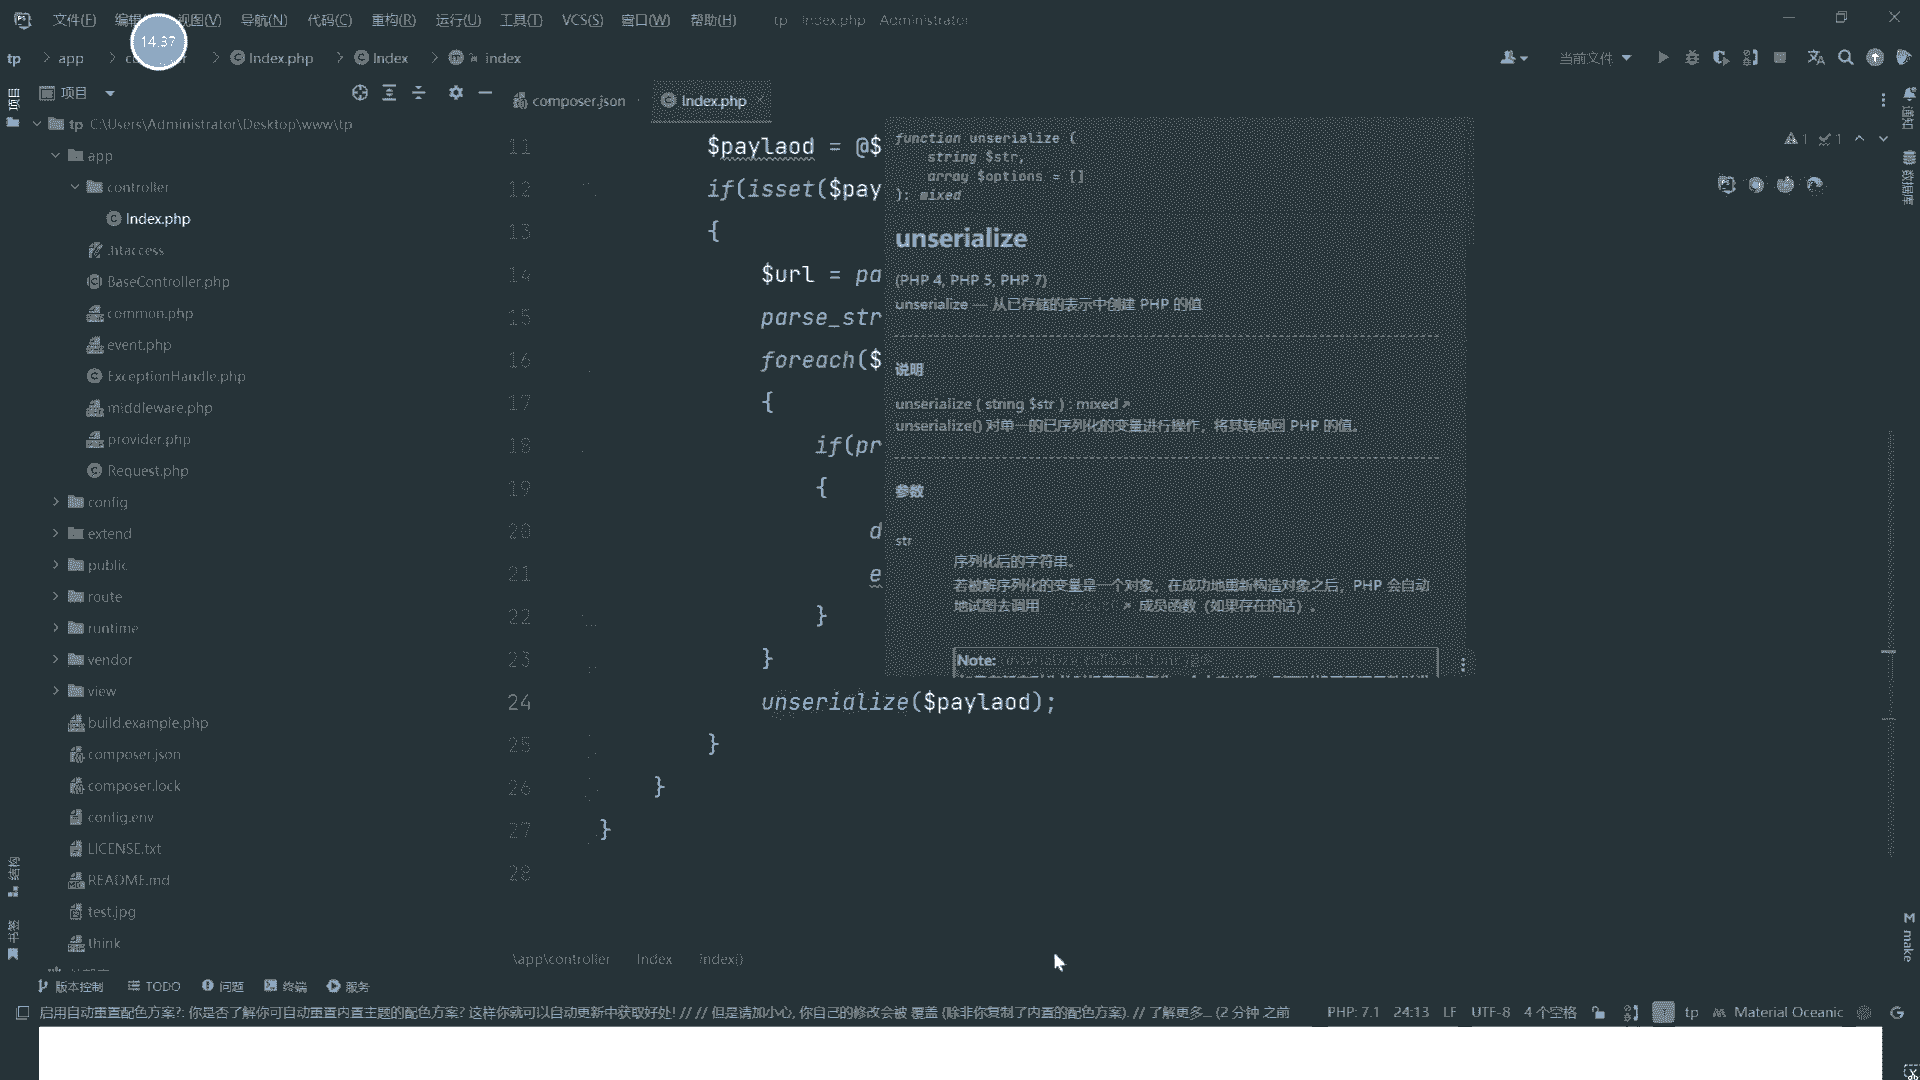 文件(F) 编辑 视图(V) 导航(N) 代码(C) 重构(R) 运行(U) 工具(T) VCS(S) 窗口(W) 帮助(H) tp Index.php Administrator
14:37
tp app Index.php Index index
当前文件
项目
项目
composer.json
Index.php
通知
数据库
tp C:\Users\Administrator\Desktop\www\tp
app
controller
Index.php
.htaccess
BaseController.php
common.php
event.php
ExceptionHandle.php
middleware.php
provider.php
Request.php
config
extend
public
route
runtime
vendor
view
build.example.php
composer.json
composer.lock
config.env
LICENSE.txt
README.md
test.jpg
think
结构
书签
11 $paylaod = @$
12 if(isset($pay
13 {
14 $url = pa
15 parse_str
16 foreach($
17 {
18 if(pr
19 {
20 d
21 e
22 }
23 }
24 unserialize($paylaod);
25 }
26 }
27 }
28
function unserialize (
string $str,
array $options = []
): mixed
unserialize
(PHP 4, PHP 5, PHP 7)
unserialize — 从已存储的表示中创建 PHP 的值
说明
unserialize ( string $str ) : mixed
unserialize() 对单一的已序列化的变量进行操作，将其转换回 PHP 的值。
参数
str
序列化后的字符串。
若被解序列化的变量是一个对象，在成功地重新构造对象之后，PHP 会自动
地试图去调用 成员函数（如果存在的话）。
Note: unserialize_callback_func
1 1
\app\controller Index index()
make
版本控制 TODO 问题 终端 服务
启用自动重置配色方案?: 你是否了解你可自动重置内置主题的配色方案? 这样你就可以自动更新中获取好处! // // 但是请加小心, 你自己的修改会被 覆盖 (除非你复制了内置的配色方案). // 了解更多... (2 分钟 之前
PHP: 7.1 24:13 LF UTF-8 4 个空格 tp Material Oceanic